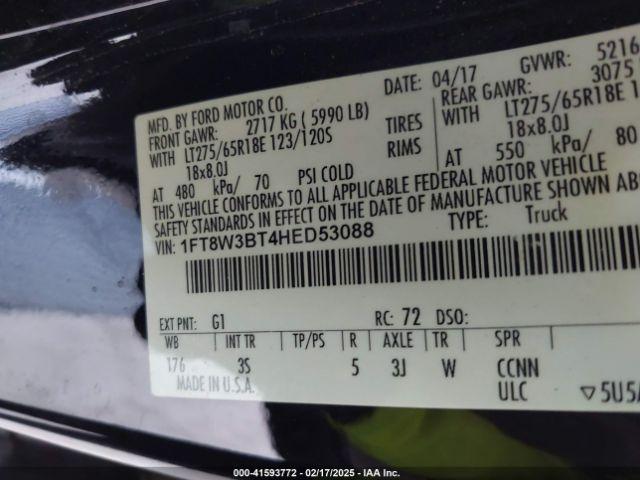 DATE: 04/17 GVWR: 5216
MFD. BY FORD MOTOR CO.
FRONT GAWR: 2717 KG ( 5990 LB) REAR GAWR: 3075
WITH LT275/65R18E 123/120S TIRES WITH LT275/65R18E
18x8.0J RIMS 18x8.0J
AT 480 kPa/ 70 PSI COLD AT 550 kPa/ 80
THIS VEHICLE CONFORMS TO ALL APPLICABLE FEDERAL MOTOR VEHICLE
SAFETY STANDARDS IN EFFECT ON THE DATE OF MANUFACTURE SHOWN
VIN: 1FT8W3BT4HED53088 TYPE: Truck
EXT PNT: G1 RC: 72 DSO:
WB INT TR TP/PS R AXLE TR SPR
176 3S 5 3J W CCNN
MADE IN U.S.A. ULC
000-41593772 — 02/17/2025 — IAA Inc.